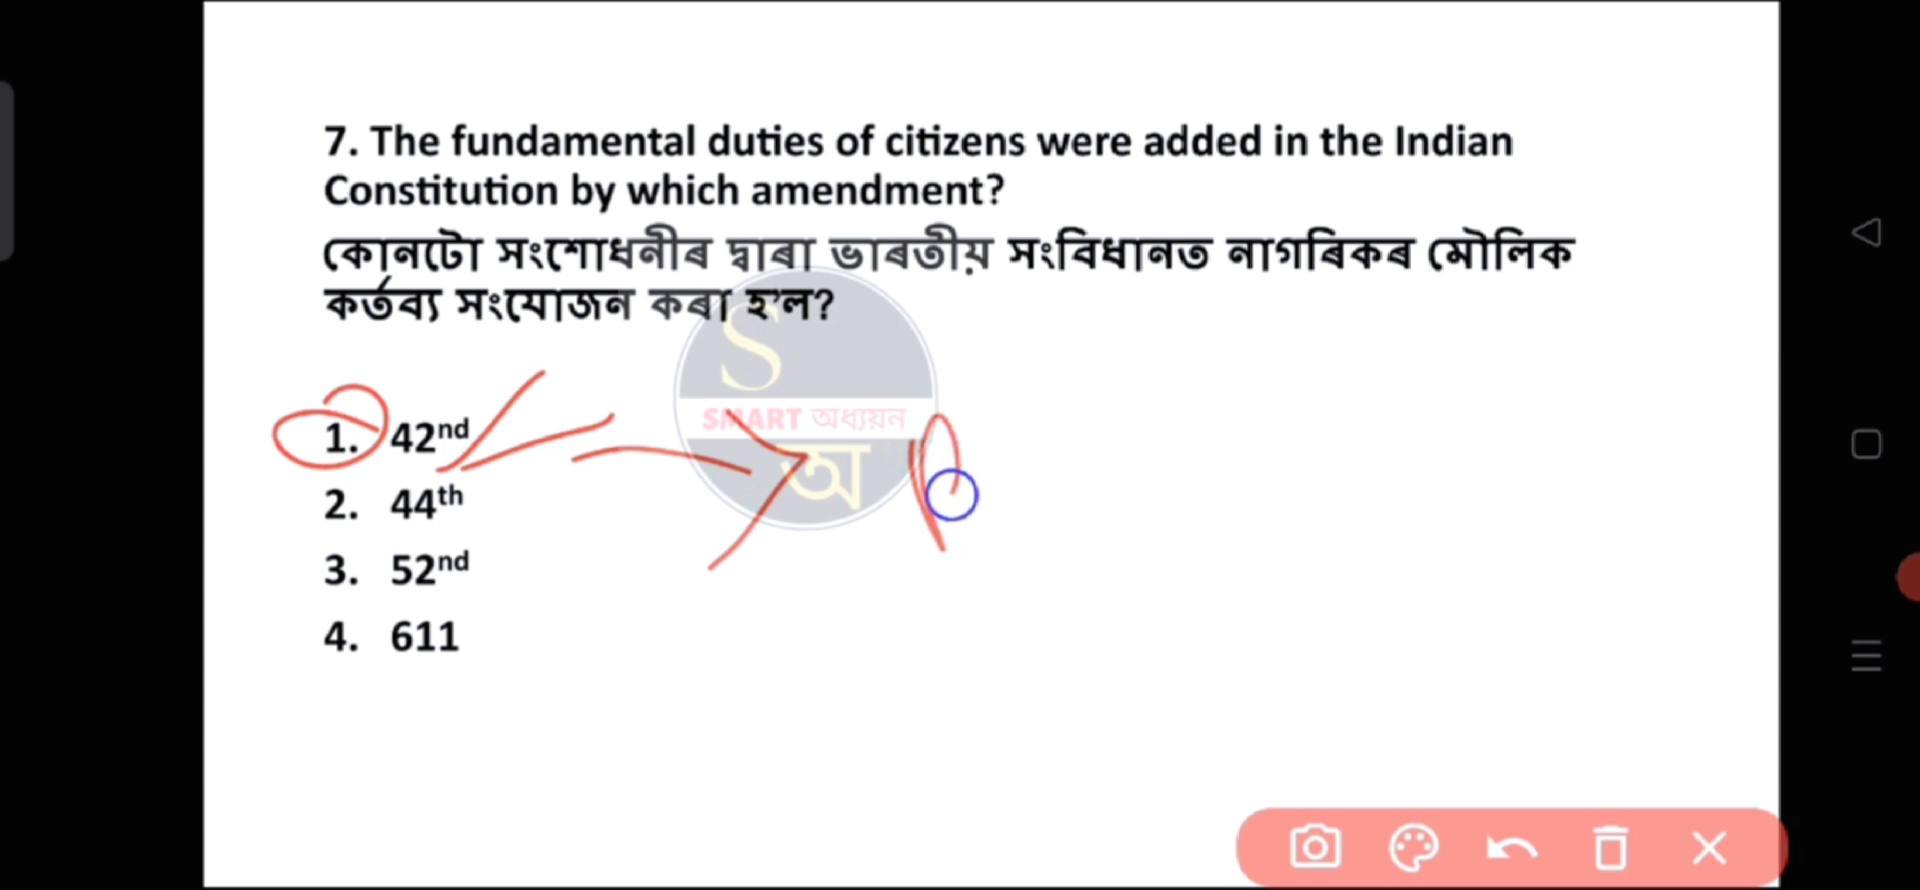 7. The fundamental duties of citizens were added in the Indian
Constitution by which amendment?
কোনটো সংশোধনীৰ দ্বাৰা ভাৰতীয় সংবিধানত নাগৰিকৰ মৌলিক
কৰ্তব্য সংযোজন কৰা হ'ল?
S
SMART অধ্যয়ন
অ
1. 42nd
2. 44th
3. 52nd
4. 611